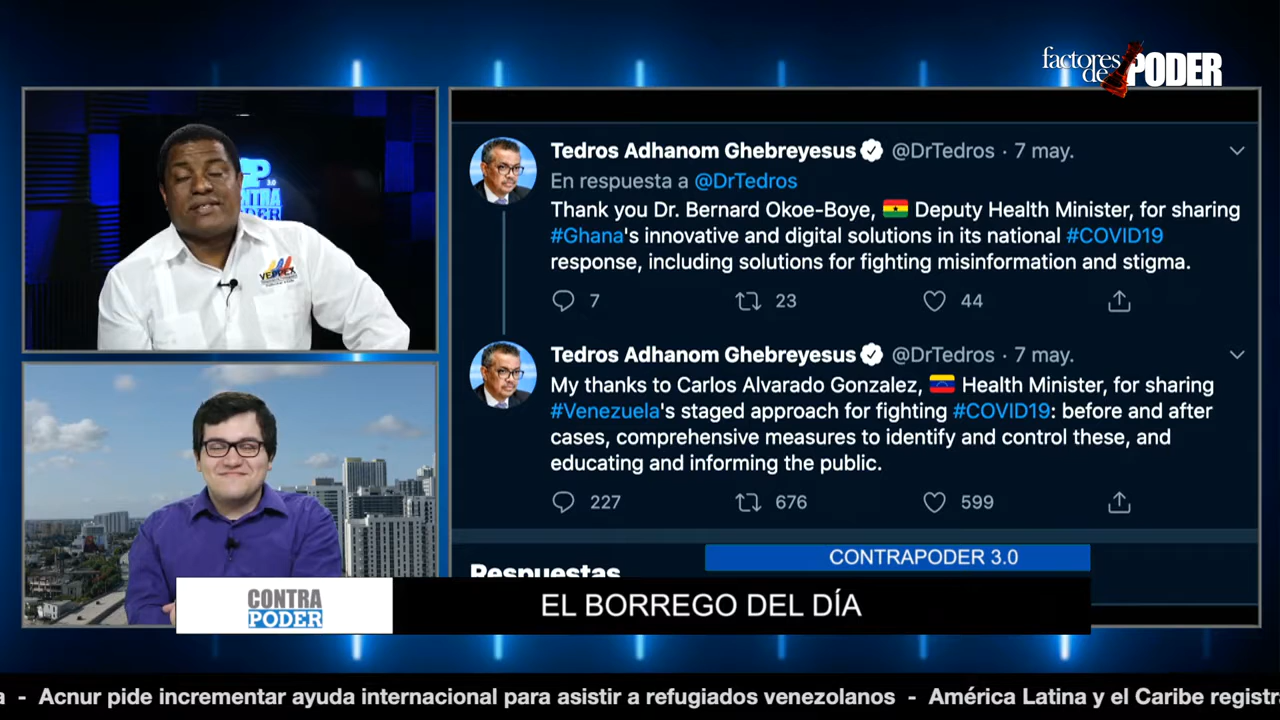 factores
de PODER
Tedros Adhanom Ghebreyesus @DrTedros · 7 may.
En respuesta a @DrTedros
Thank you Dr. Bernard Okoe-Boye, 🇬🇭 Deputy Health Minister, for sharing
#Ghana's innovative and digital solutions in its national #COVID19
response, including solutions for fighting misinformation and stigma.
7 23 44
Tedros Adhanom Ghebreyesus @DrTedros · 7 may.
My thanks to Carlos Alvarado Gonzalez, 🇻🇪 Health Minister, for sharing
#Venezuela's staged approach for fighting #COVID19: before and after
cases, comprehensive measures to identify and control these, and
educating and informing the public.
227 676 599
Respuestas
3.0
VEPPEX
CONTRAPODER 3.0
CONTRA
PODER
EL BORREGO DEL DÍA
a - Acnur pide incrementar ayuda internacional para asistir a refugiados venezolanos - América Latina y el Caribe registr